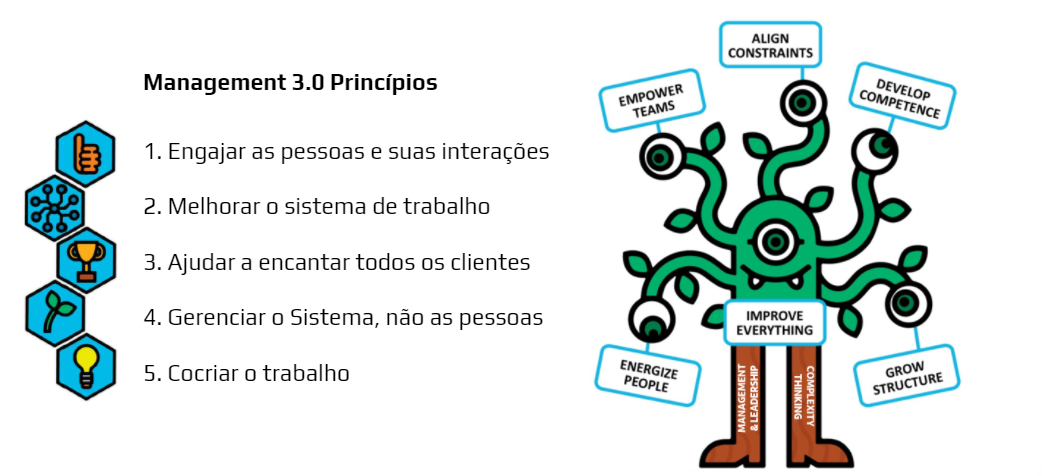 Management 3.0 Princípios
1. Engajar as pessoas e suas interações
2. Melhorar o sistema de trabalho
3. Ajudar a encantar todos os clientes
4. Gerenciar o Sistema, não as pessoas
5. Cocriar o trabalho
ALIGN
CONSTRAINTS
EMPOWER
TEAMS
DEVELOP
COMPETENCE
IMPROVE
EVERYTHING
ENERGIZE
PEOPLE
GROW
STRUCTURE
MANAGEMENT
& LEADERSHIP
COMPLEXITY
THINKING